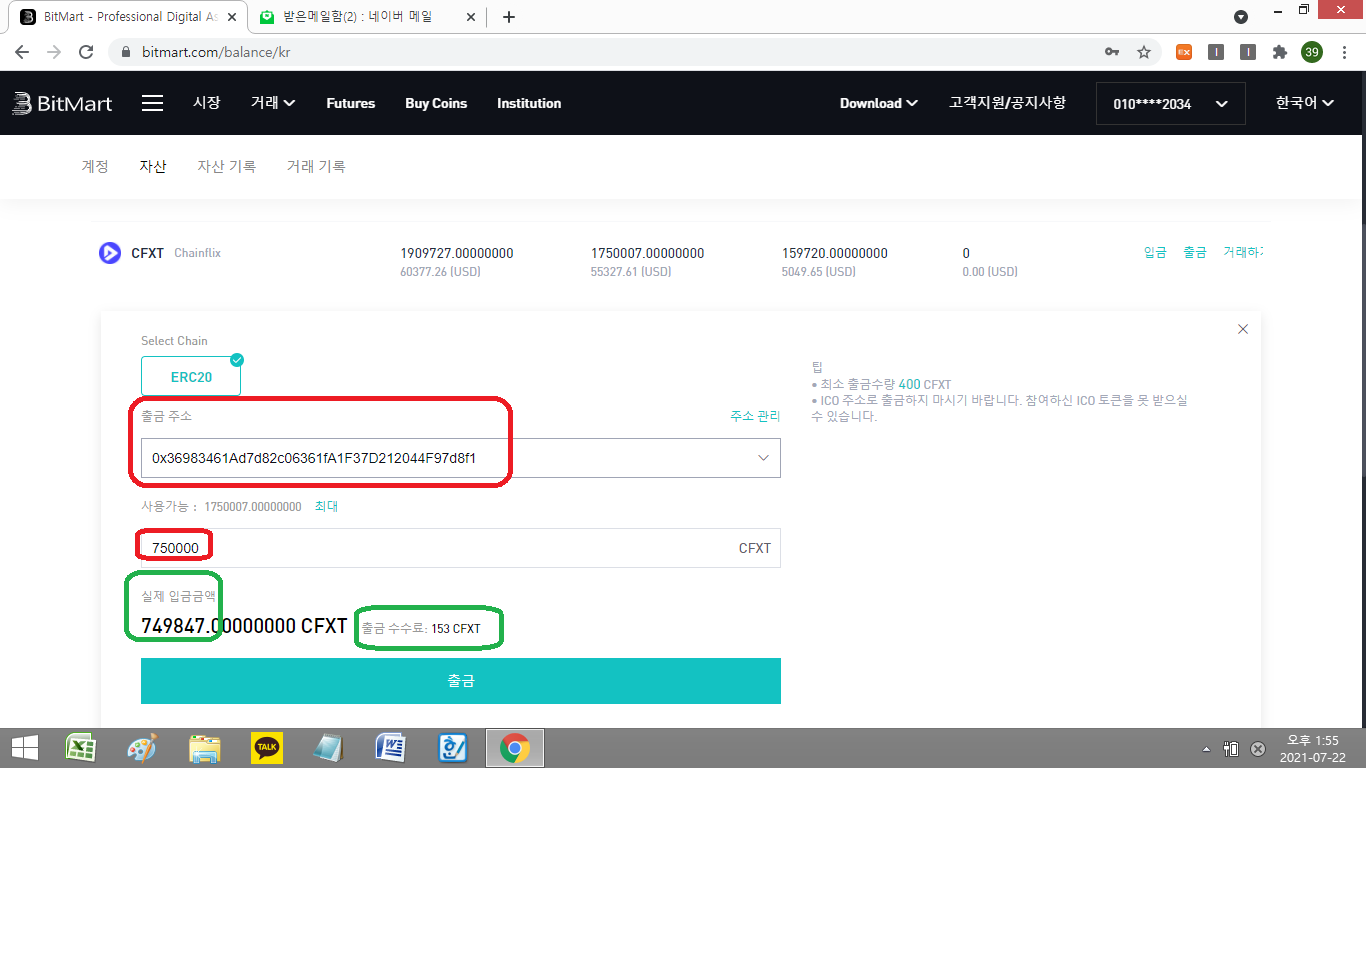 BitMart - Professional Digital As
받은메일함(2) : 네이버 메일
bitmart.com/balance/kr
39
BitMart
시장
거래
Futures
Buy Coins
Institution
Download
고객지원/공지사항
010****2034
한국어
계정
자산
자산 기록
거래 기록
CFXT Chainflix
1909727.00000000
60377.26 (USD)
1750007.00000000
55327.61 (USD)
159720.00000000
5049.65 (USD)
0
0.00 (USD)
입금
출금
거래하기
Select Chain
ERC20
출금 주소
주소 관리
0x36983461Ad7d82c06361fA1F37D212044F97d8f1
사용가능 : 1750007.00000000 최대
750000
CFXT
실제 입금금액
749847.00000000 CFXT
출금 수수료: 153 CFXT
출금
팁
• 최소 출금수량 400 CFXT
• ICO 주소로 출금하지 마시기 바랍니다. 참여하신 ICO 토큰을 못 받으실
수 있습니다.
TALK
오후 1:55
2021-07-22